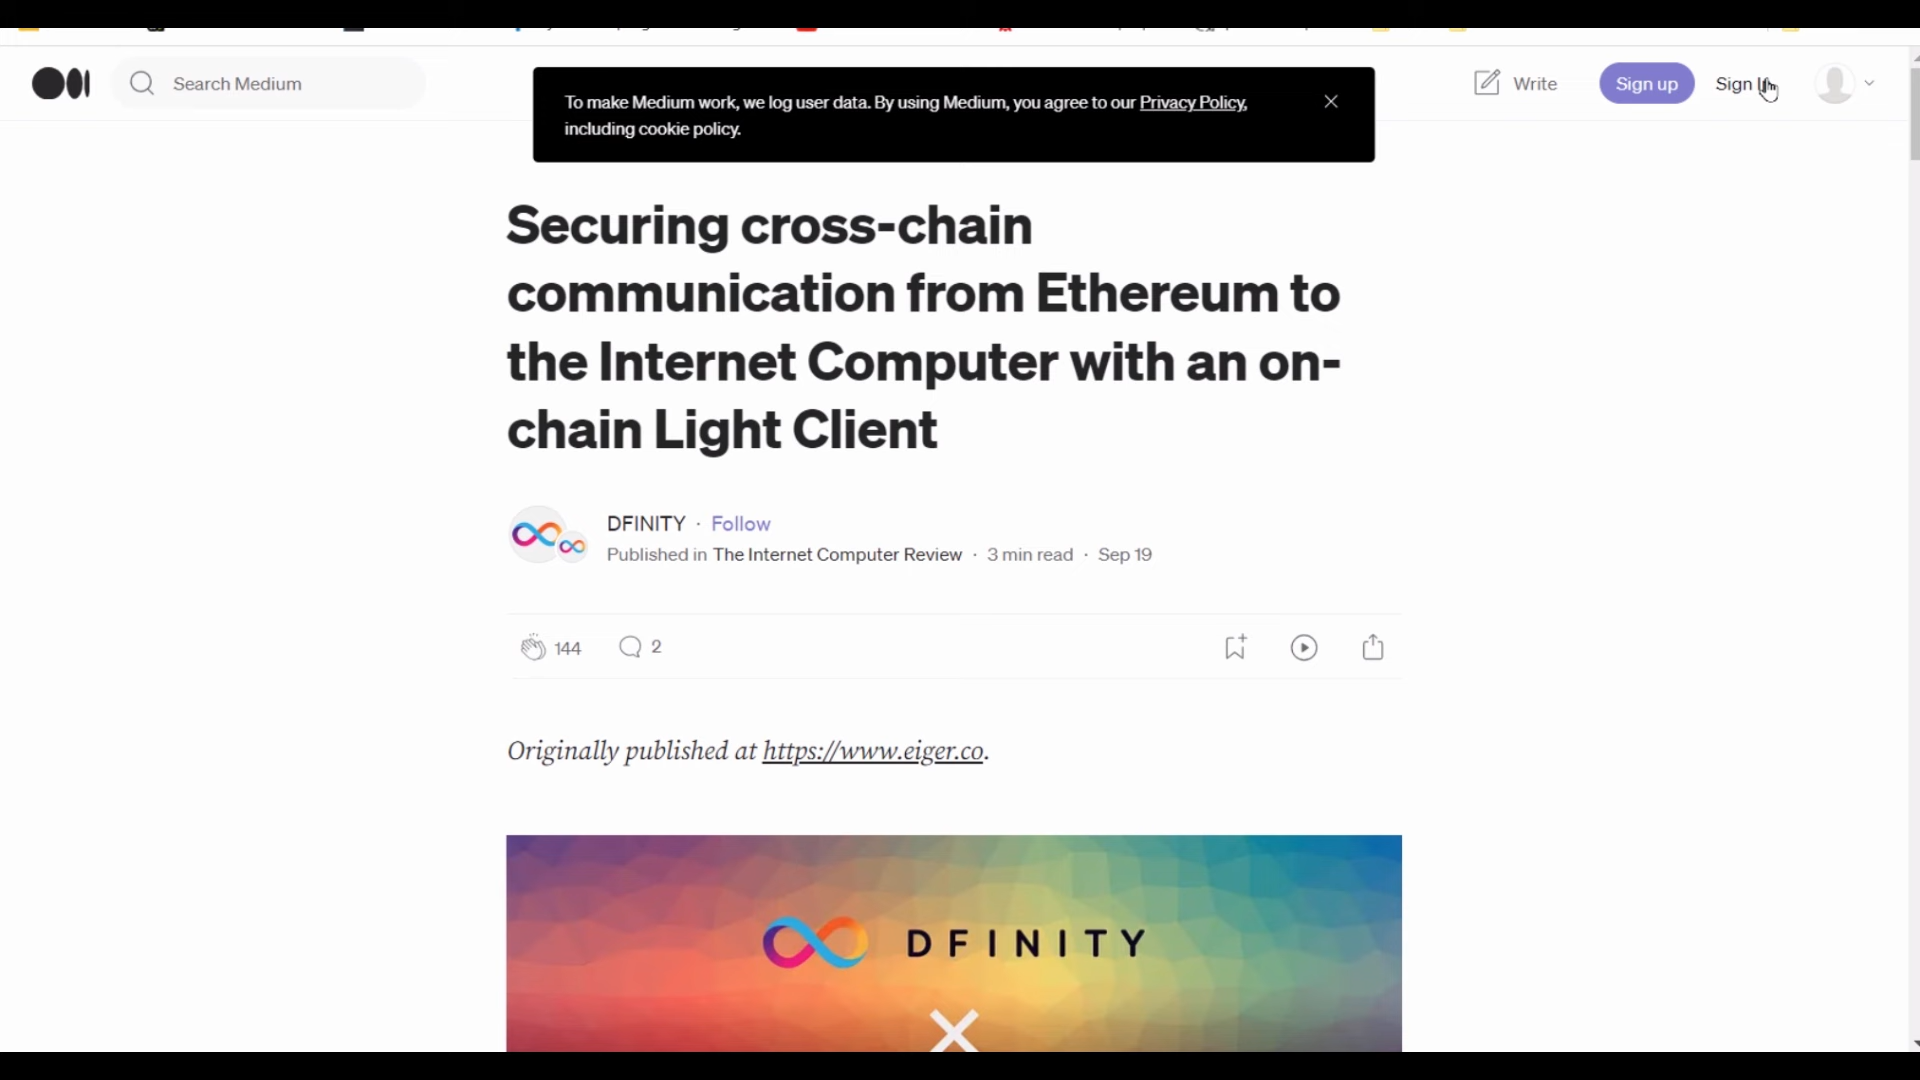 Search Medium
To make Medium work, we log user data. By using Medium, you agree to our Privacy Policy,
including cookie policy.
Write
Sign up
Sign In
Securing cross-chain
communication from Ethereum to
the Internet Computer with an on-
chain Light Client
DFINITY · Follow
Published in The Internet Computer Review · 3 min read · Sep 19
144
2
Originally published at https://www.eiger.co.
DFINITY